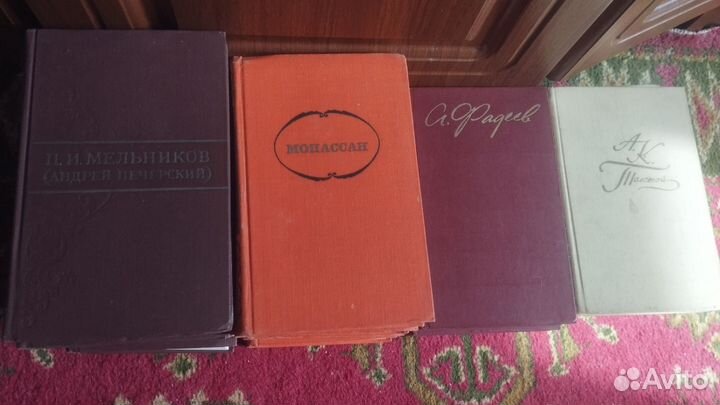 П. И. МЕЛЬНИКОВ
(АНДРЕЙ ПЕЧЕРСКИЙ)
МОПАССАН
А. Фадеев
А
К.
Толстой
Avito